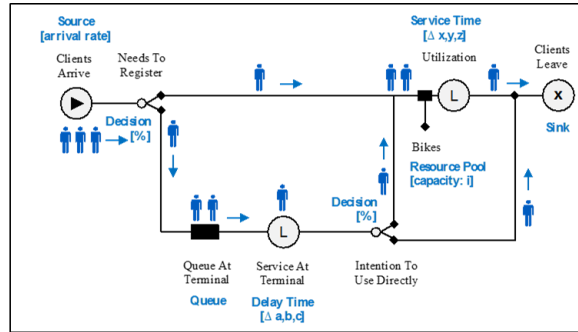 Source
[arrival rate]
Clients
Arrive
Needs To
Register
Decision
[%]
Service Time
[Δ x,y,z]
Utilization
L
Clients
Leave
X
Sink
Bikes
Resource Pool
[capacity: i]
Decision
[%]
L
Queue At
Terminal
Queue
Service At
Terminal
Delay Time
[Δ a,b,c]
Intention To
Use Directly